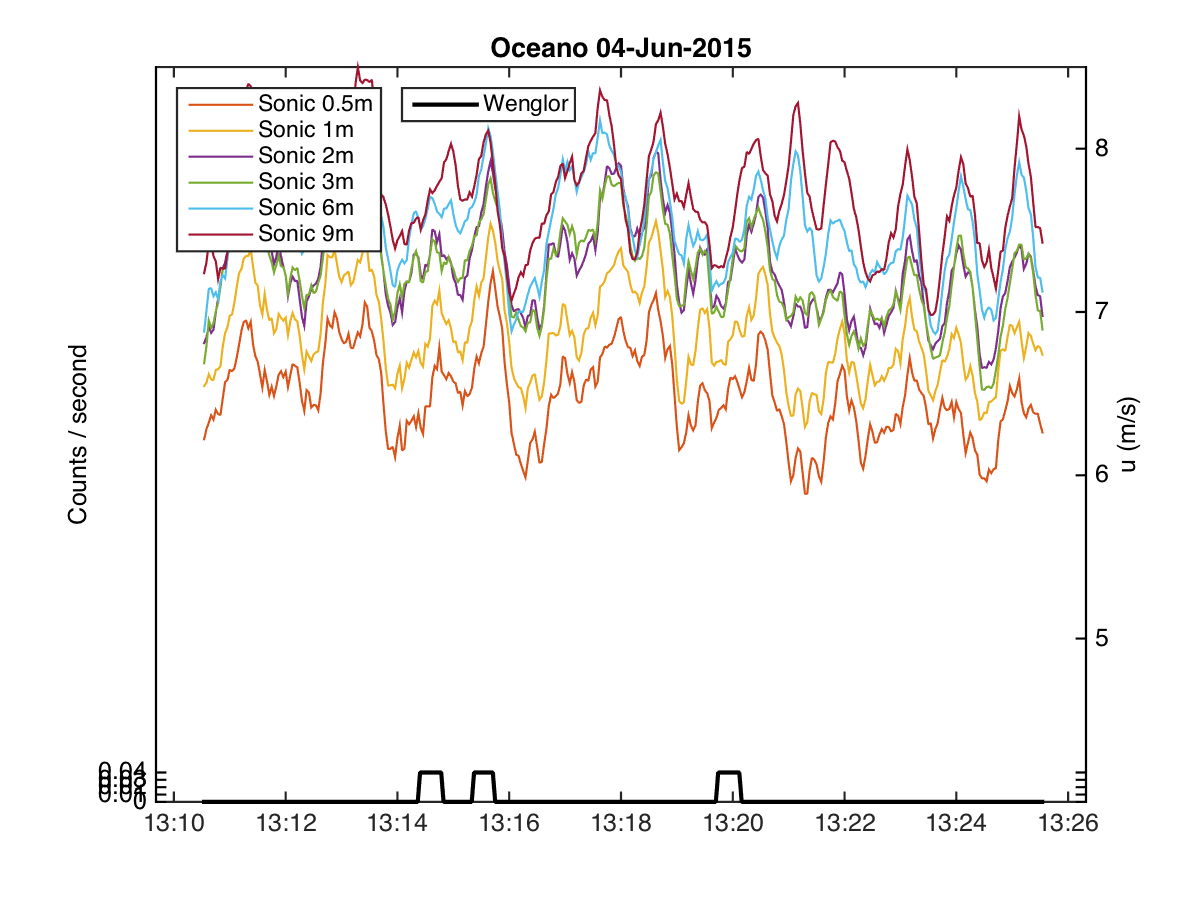 Oceano 04-Jun-2015
Sonic 0.5m
Sonic 1m
Sonic 2m
Sonic 3m
Sonic 6m
Sonic 9m
Wenglor
Counts / second
u (m/s)
8
7
6
5
0.04
0
13:10 13:12 13:14 13:16 13:18 13:20 13:22 13:24 13:26